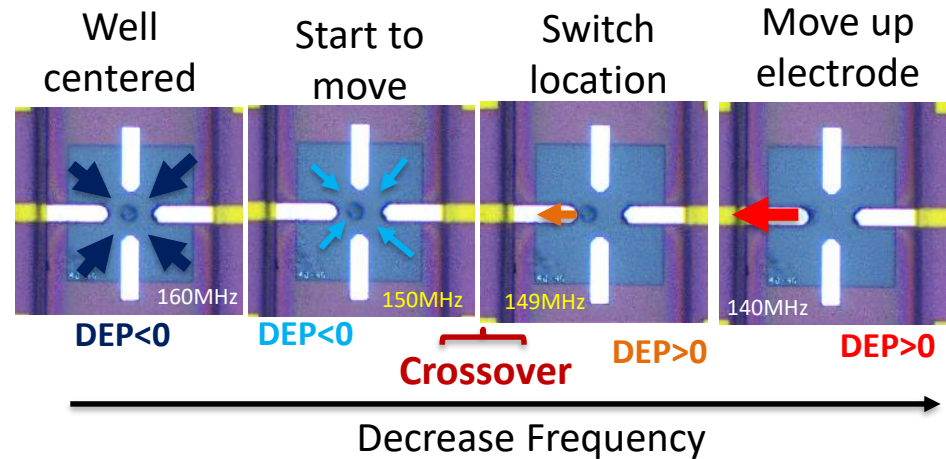 Well
centered
Start to
move
Switch
location
Move up
electrode
160MHz
150MHz
149MHz
140MHz
DEP<0
DEP<0
DEP>0
DEP>0
Crossover
Decrease Frequency